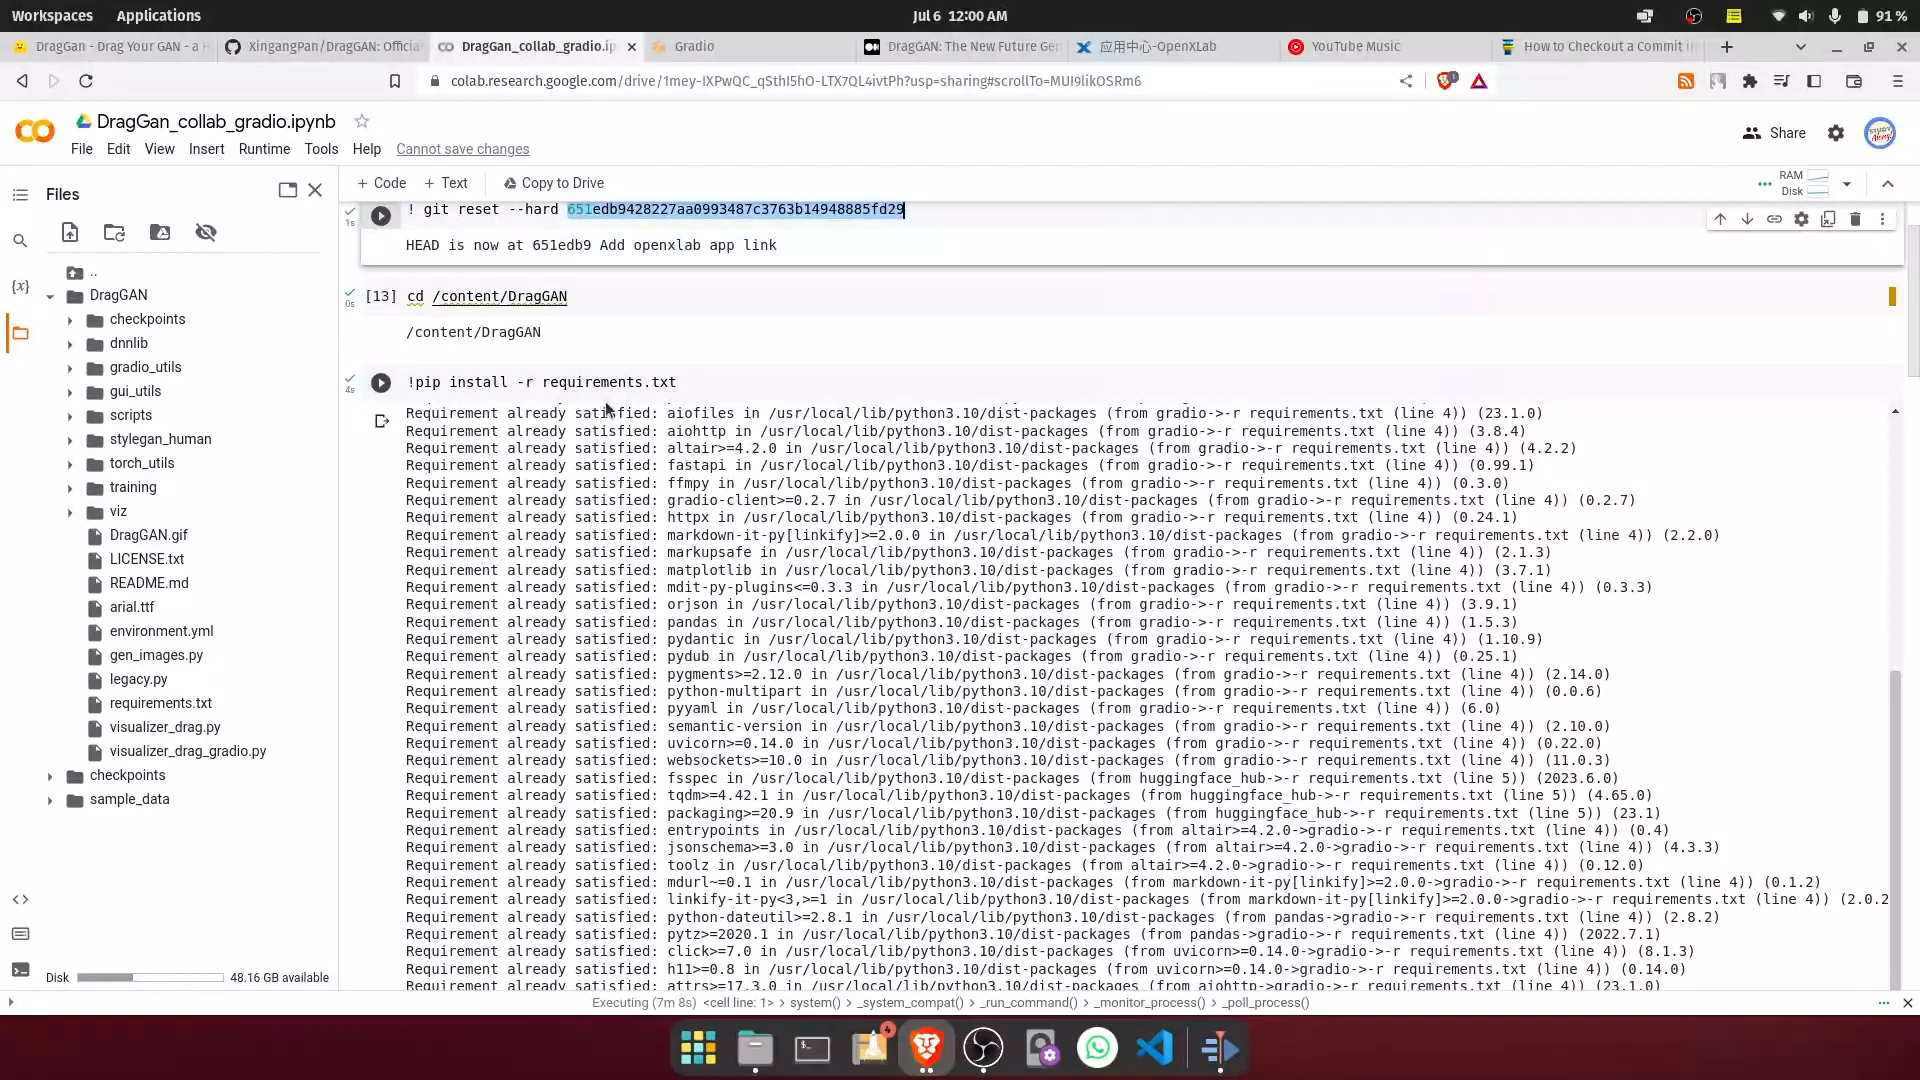 Workspaces Applications Jul 6 12:00 AM 91 %
DragGan - Drag Your GAN - a H XingangPan/DragGAN: Official DragGan_collab_gradio.ip Gradio DragGAN: The New Future Gen 应用中心-OpenXLab YouTube Music How to Checkout a Commit i
colab.research.google.com/drive/1mey-IXPwQC_qSthI5hO-LTX7QL4ivtPh?usp=sharing#scrollTo=MUI9likOSRm6
DragGan_collab_gradio.ipynb
Share
File Edit View Insert Runtime Tools Help Cannot save changes
Files
+ Code + Text Copy to Drive
RAM
Disk
..
DragGAN
checkpoints
dnnlib
gradio_utils
gui_utils
scripts
stylegan_human
torch_utils
training
viz
DragGAN.gif
LICENSE.txt
README.md
arial.ttf
environment.yml
gen_images.py
legacy.py
requirements.txt
visualizer_drag.py
visualizer_drag_gradio.py
checkpoints
sample_data
Disk 48.16 GB available
1s ! git reset --hard 651edb9428227aa0993487c3763b14948885fd29
HEAD is now at 651edb9 Add openxlab app link
0s [13] cd /content/DragGAN
/content/DragGAN
4s !pip install -r requirements.txt
Requirement already satisfied: aiofiles in /usr/local/lib/python3.10/dist-packages (from gradio->-r requirements.txt (line 4)) (23.1.0)
Requirement already satisfied: aiohttp in /usr/local/lib/python3.10/dist-packages (from gradio->-r requirements.txt (line 4)) (3.8.4)
Requirement already satisfied: altair>=4.2.0 in /usr/local/lib/python3.10/dist-packages (from gradio->-r requirements.txt (line 4)) (4.2.2)
Requirement already satisfied: fastapi in /usr/local/lib/python3.10/dist-packages (from gradio->-r requirements.txt (line 4)) (0.99.1)
Requirement already satisfied: ffmpy in /usr/local/lib/python3.10/dist-packages (from gradio->-r requirements.txt (line 4)) (0.3.0)
Requirement already satisfied: gradio-client>=0.2.7 in /usr/local/lib/python3.10/dist-packages (from gradio->-r requirements.txt (line 4)) (0.2.7)
Requirement already satisfied: httpx in /usr/local/lib/python3.10/dist-packages (from gradio->-r requirements.txt (line 4)) (0.24.1)
Requirement already satisfied: markdown-it-py[linkify]>=2.0.0 in /usr/local/lib/python3.10/dist-packages (from gradio->-r requirements.txt (line 4)) (2.2.0)
Requirement already satisfied: markupsafe in /usr/local/lib/python3.10/dist-packages (from gradio->-r requirements.txt (line 4)) (2.1.3)
Requirement already satisfied: matplotlib in /usr/local/lib/python3.10/dist-packages (from gradio->-r requirements.txt (line 4)) (3.7.1)
Requirement already satisfied: mdit-py-plugins<=0.3.3 in /usr/local/lib/python3.10/dist-packages (from gradio->-r requirements.txt (line 4)) (0.3.3)
Requirement already satisfied: orjson in /usr/local/lib/python3.10/dist-packages (from gradio->-r requirements.txt (line 4)) (3.9.1)
Requirement already satisfied: pandas in /usr/local/lib/python3.10/dist-packages (from gradio->-r requirements.txt (line 4)) (1.5.3)
Requirement already satisfied: pydantic in /usr/local/lib/python3.10/dist-packages (from gradio->-r requirements.txt (line 4)) (1.10.9)
Requirement already satisfied: pydub in /usr/local/lib/python3.10/dist-packages (from gradio->-r requirements.txt (line 4)) (0.25.1)
Requirement already satisfied: pygments>=2.12.0 in /usr/local/lib/python3.10/dist-packages (from gradio->-r requirements.txt (line 4)) (2.14.0)
Requirement already satisfied: python-multipart in /usr/local/lib/python3.10/dist-packages (from gradio->-r requirements.txt (line 4)) (0.0.6)
Requirement already satisfied: pyyaml in /usr/local/lib/python3.10/dist-packages (from gradio->-r requirements.txt (line 4)) (6.0)
Requirement already satisfied: semantic-version in /usr/local/lib/python3.10/dist-packages (from gradio->-r requirements.txt (line 4)) (2.10.0)
Requirement already satisfied: uvicorn>=0.14.0 in /usr/local/lib/python3.10/dist-packages (from gradio->-r requirements.txt (line 4)) (0.22.0)
Requirement already satisfied: websockets>=10.0 in /usr/local/lib/python3.10/dist-packages (from gradio->-r requirements.txt (line 4)) (11.0.3)
Requirement already satisfied: fsspec in /usr/local/lib/python3.10/dist-packages (from huggingface_hub->-r requirements.txt (line 5)) (2023.6.0)
Requirement already satisfied: tqdm>=4.42.1 in /usr/local/lib/python3.10/dist-packages (from huggingface_hub->-r requirements.txt (line 5)) (4.65.0)
Requirement already satisfied: packaging>=20.9 in /usr/local/lib/python3.10/dist-packages (from huggingface_hub->-r requirements.txt (line 5)) (23.1)
Requirement already satisfied: entrypoints in /usr/local/lib/python3.10/dist-packages (from altair>=4.2.0->gradio->-r requirements.txt (line 4)) (0.4)
Requirement already satisfied: jsonschema>=3.0 in /usr/local/lib/python3.10/dist-packages (from altair>=4.2.0->gradio->-r requirements.txt (line 4)) (4.3.3)
Requirement already satisfied: toolz in /usr/local/lib/python3.10/dist-packages (from altair>=4.2.0->gradio->-r requirements.txt (line 4)) (0.12.0)
Requirement already satisfied: mdurl~=0.1 in /usr/local/lib/python3.10/dist-packages (from markdown-it-py[linkify]>=2.0.0->gradio->-r requirements.txt (line 4)) (0.1.2)
Requirement already satisfied: linkify-it-py<3,>=1 in /usr/local/lib/python3.10/dist-packages (from markdown-it-py[linkify]>=2.0.0->gradio->-r requirements.txt (line 4)) (2.0.2
Requirement already satisfied: python-dateutil>=2.8.1 in /usr/local/lib/python3.10/dist-packages (from pandas->gradio->-r requirements.txt (line 4)) (2.8.2)
Requirement already satisfied: pytz>=2020.1 in /usr/local/lib/python3.10/dist-packages (from pandas->gradio->-r requirements.txt (line 4)) (2022.7.1)
Requirement already satisfied: click>=7.0 in /usr/local/lib/python3.10/dist-packages (from uvicorn>=0.14.0->gradio->-r requirements.txt (line 4)) (8.1.3)
Requirement already satisfied: h11>=0.8 in /usr/local/lib/python3.10/dist-packages (from uvicorn>=0.14.0->gradio->-r requirements.txt (line 4)) (0.14.0)
Requirement already satisfied: attrs>=17.3.0 in /usr/local/lib/python3.10/dist-packages (from aiohttp->gradio->-r requirements.txt (line 4)) (23.1.0)
Executing (7m 8s) <cell line: 1> > system() > _system_compat() > _run_command() > _monitor_process() > _poll_process()
4